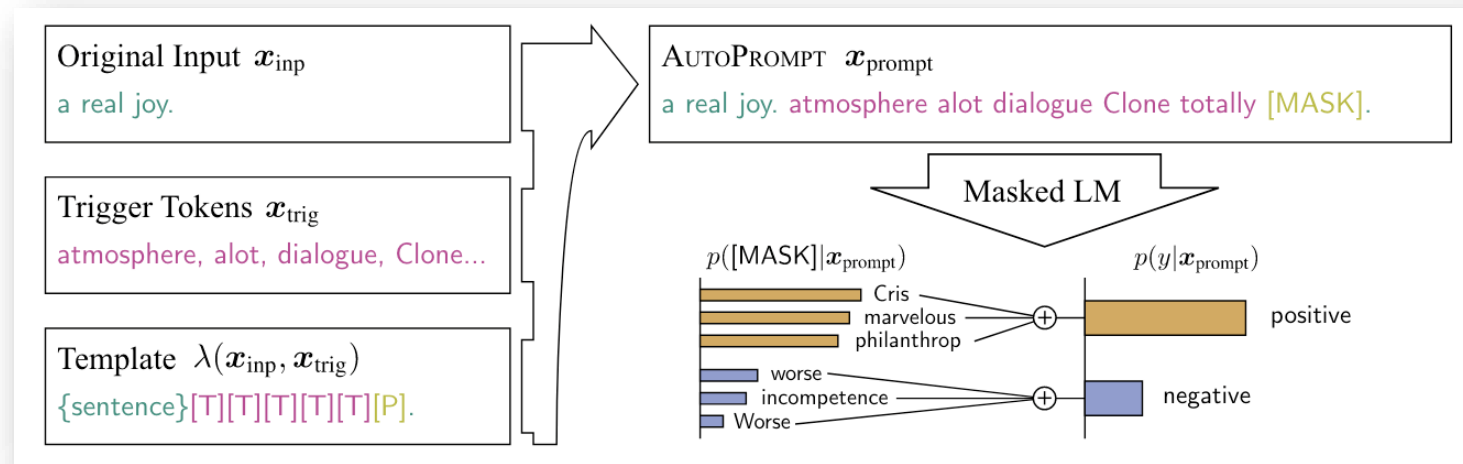 Original Input x_inp
a real joy.
Trigger Tokens x_trig
atmosphere, alot, dialogue, Clone...
Template λ(x_inp, x_trig)
{sentence}[T][T][T][T][T][P].
AUTOPROMPT x_prompt
a real joy. atmosphere alot dialogue Clone totally [MASK].
Masked LM
p([MASK]|x_prompt)
Cris
marvelous
philanthrop
worse
incompetence
Worse
p(y|x_prompt)
positive
negative